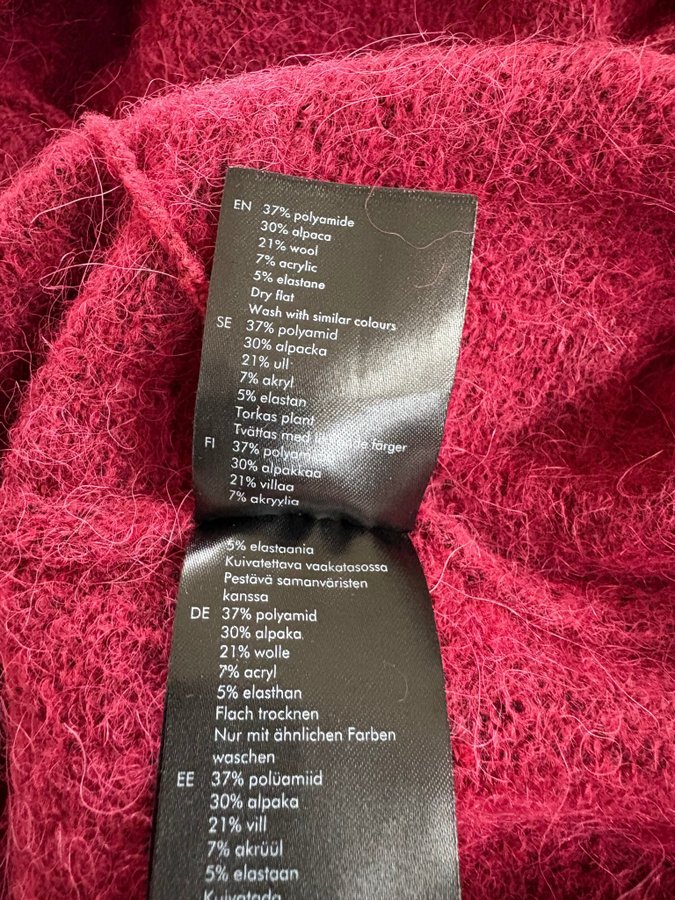 EN 37% polyamide
30% alpaca
21% wool
7% acrylic
5% elastane
Dry flat
Wash with similar colours
SE 37% polyamid
30% alpacka
21% ull
7% akryl
5% elastan
Torkas plant
Tvättas med färger
FI 37%
30% alpakkaa
21% villaa
7% akryylia
5% elastaania
Kuivatettava vaakatasossa
Pestävä samanväristen
kanssa
DE 37% polyamid
30% alpaka
21% wolle
7% acryl
5% elasthan
Flach trocknen
Nur mit ähnlichen Farben
waschen
EE 37% polüamiid
30% alpaka
21% vill
7% akrüül
5% elastaan
Kuivatada